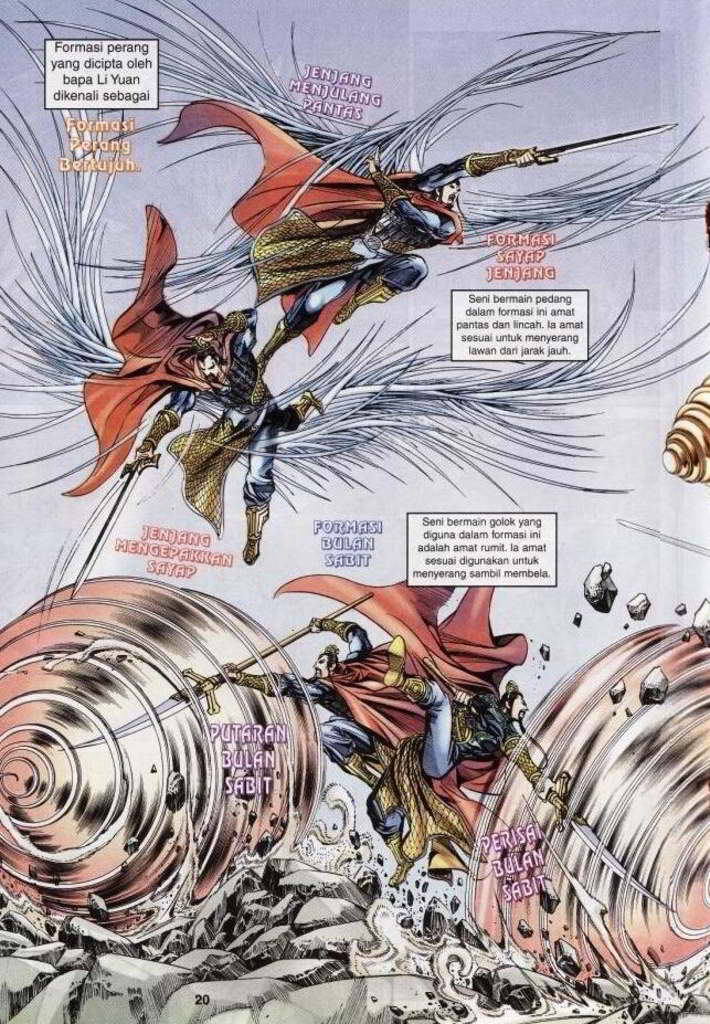 Formasi perang
yang dicipta oleh
bapa Li Yuan
dikenali sebagai
Formasi
Perang
Bertujuh.
JENJANG
MENJULANG
PANTAS
FORMASI
SAYAP
JENJANG
Seni bermain pedang
dalam formasi ini amat
pantas dan lincah. Ia amat
sesuai untuk menyerang
lawan dari jarak jauh.
JENJANG
MENGEPAKKAN
SAYAP
FORMASI
BULAN
SABIT
Seni bermain golok yang
diguna dalam formasi ini
adalah amat rumit. Ia amat
sesuai digunakan untuk
menyerang sambil membela.
PUTARAN
BULAN
SABIT
PERISAI
BULAN
SABIT
20